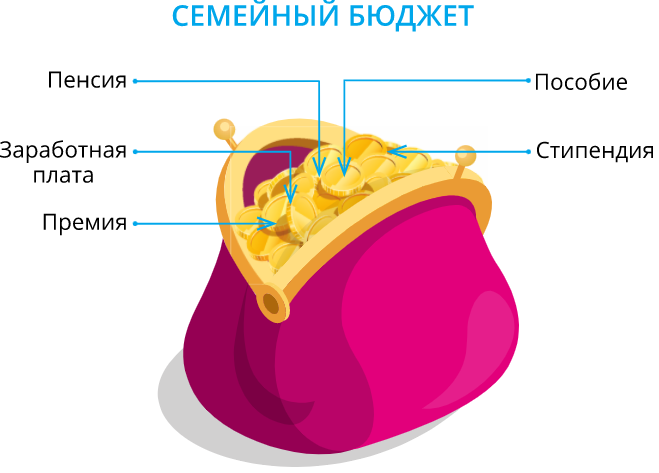 СЕМЕЙНЫЙ БЮДЖЕТ
Пенсия
Пособие
Заработная
плата
Стипендия
Премия